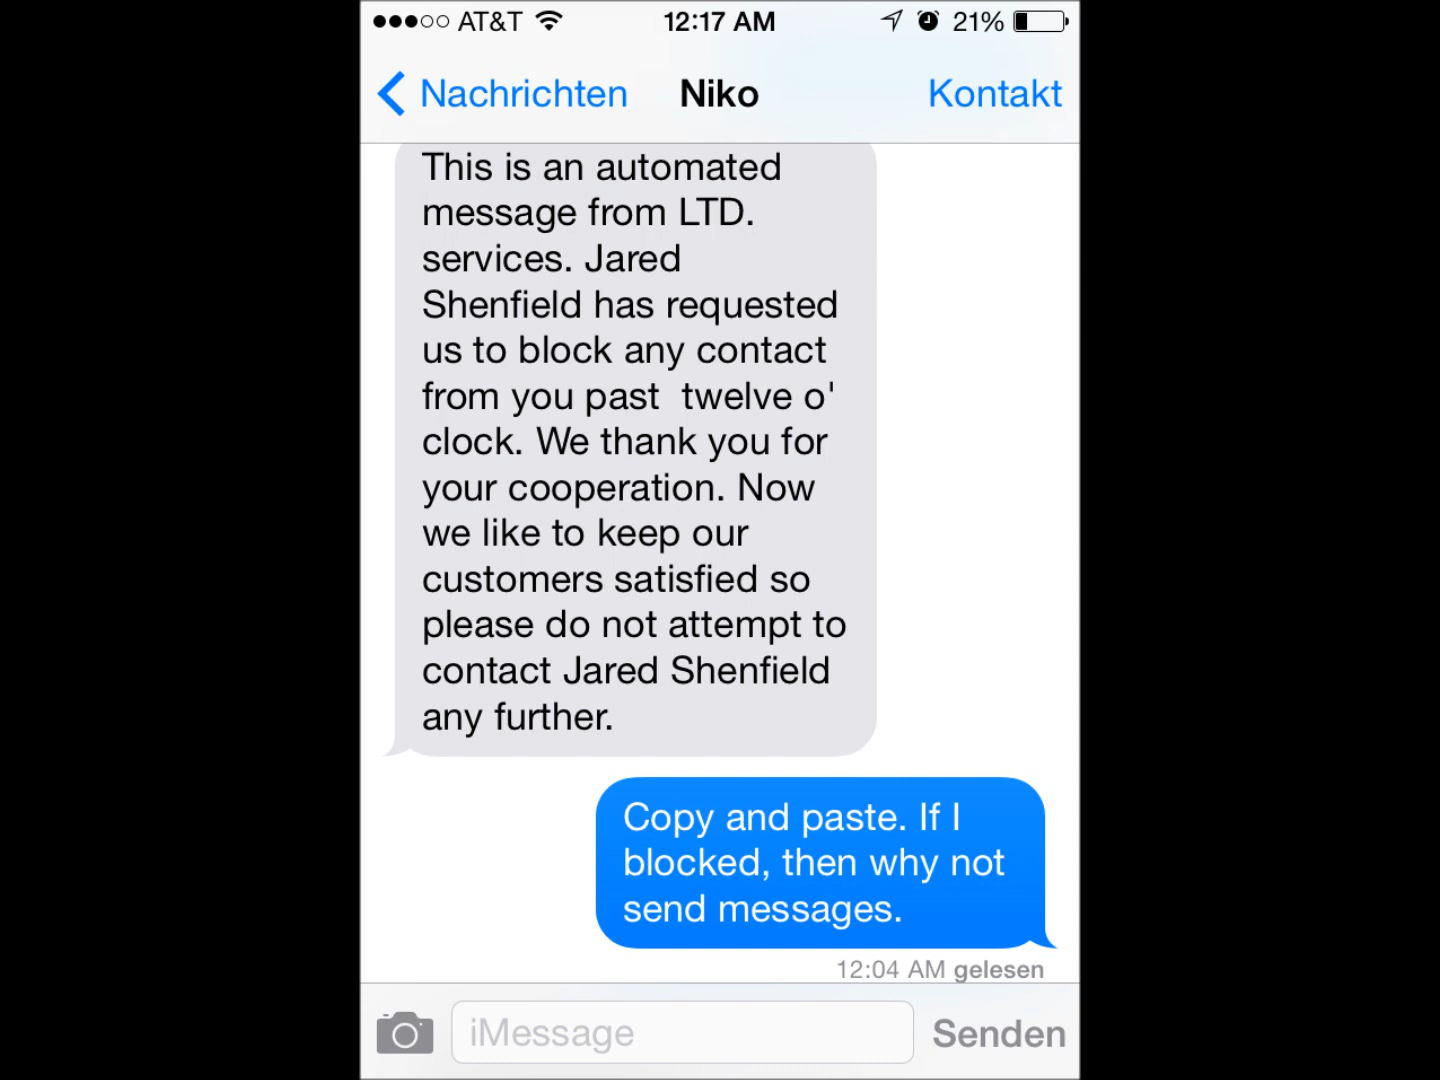 AT&T 12:17 AM 21%
Nachrichten Niko Kontakt
This is an automated
message from LTD.
services. Jared
Shenfield has requested
us to block any contact
from you past  twelve o'
clock. We thank you for
your cooperation. Now
we like to keep our
customers satisfied so
please do not attempt to
contact Jared Shenfield
any further.
Copy and paste. If I
blocked, then why not
send messages.
12:04 AM gelesen
iMessage Senden